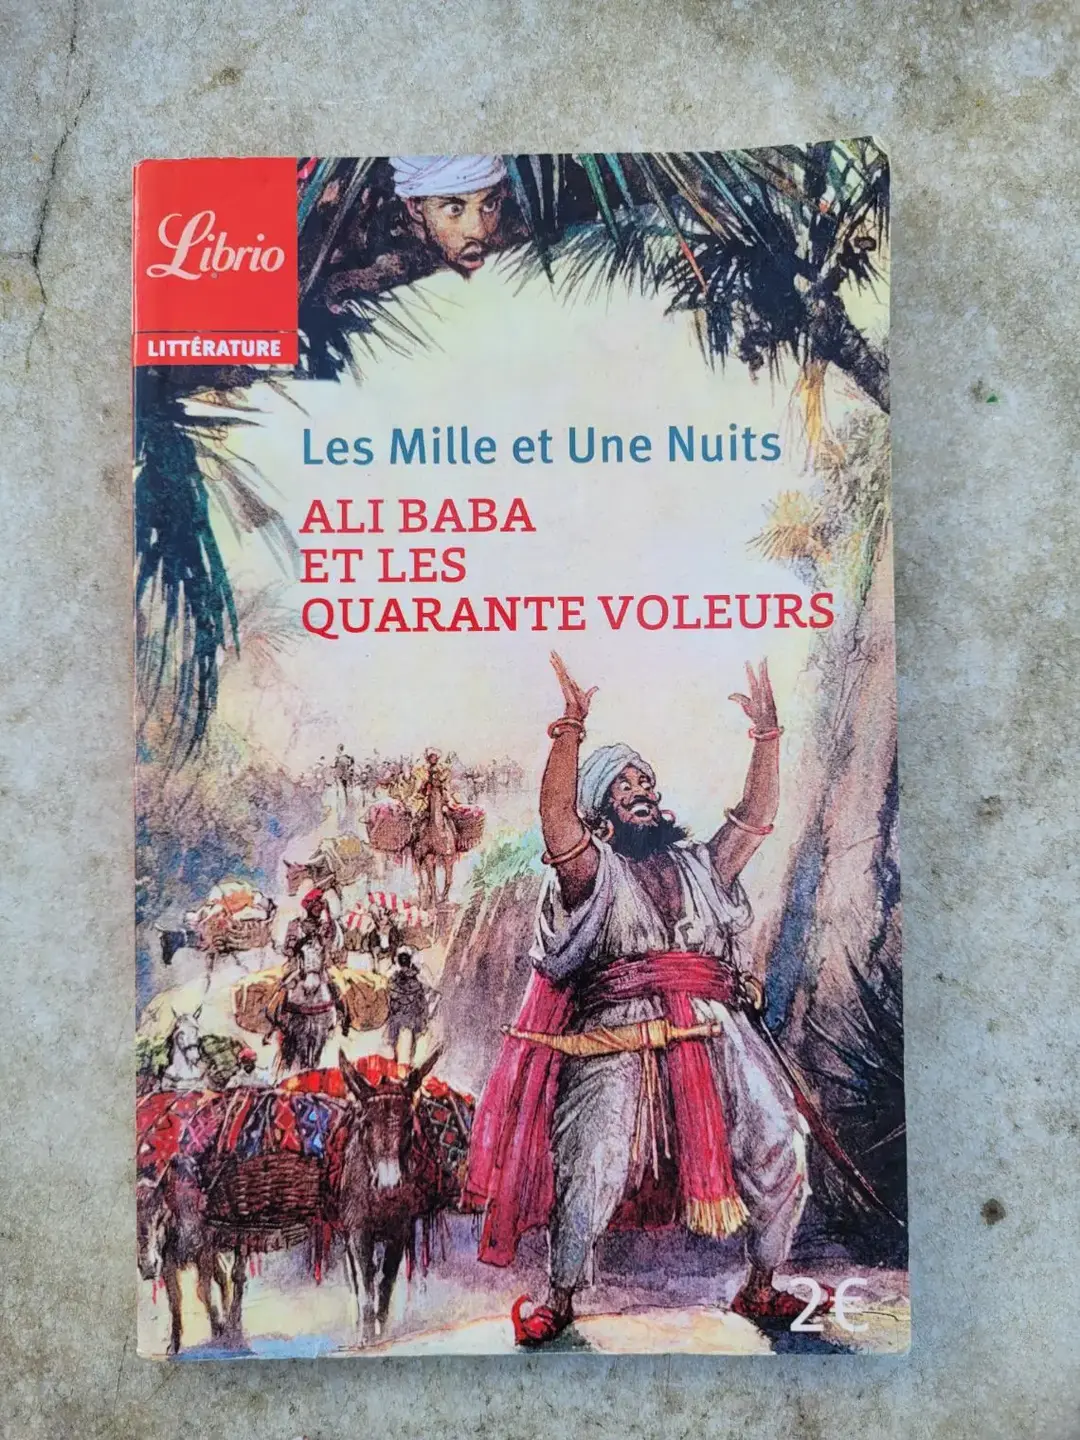 Librio
LITTÉRATURE
Les Mille et Une Nuits
ALI BABA
ET LES
QUARANTE VOLEURS
2€